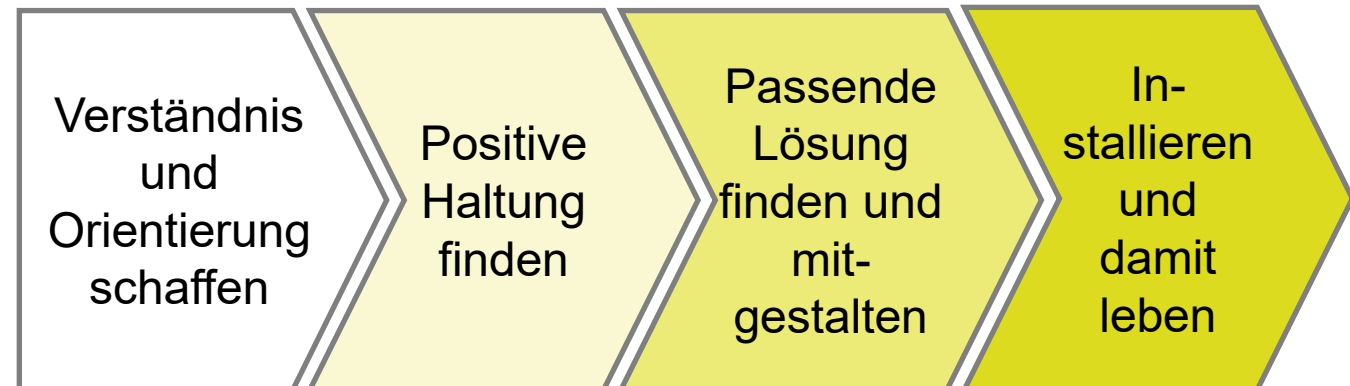 Verständnis
und
Orientierung
schaffen
Positive
Haltung
finden
Passende
Lösung
finden und
mit-
gestalten
In-
stallieren
und
damit
leben